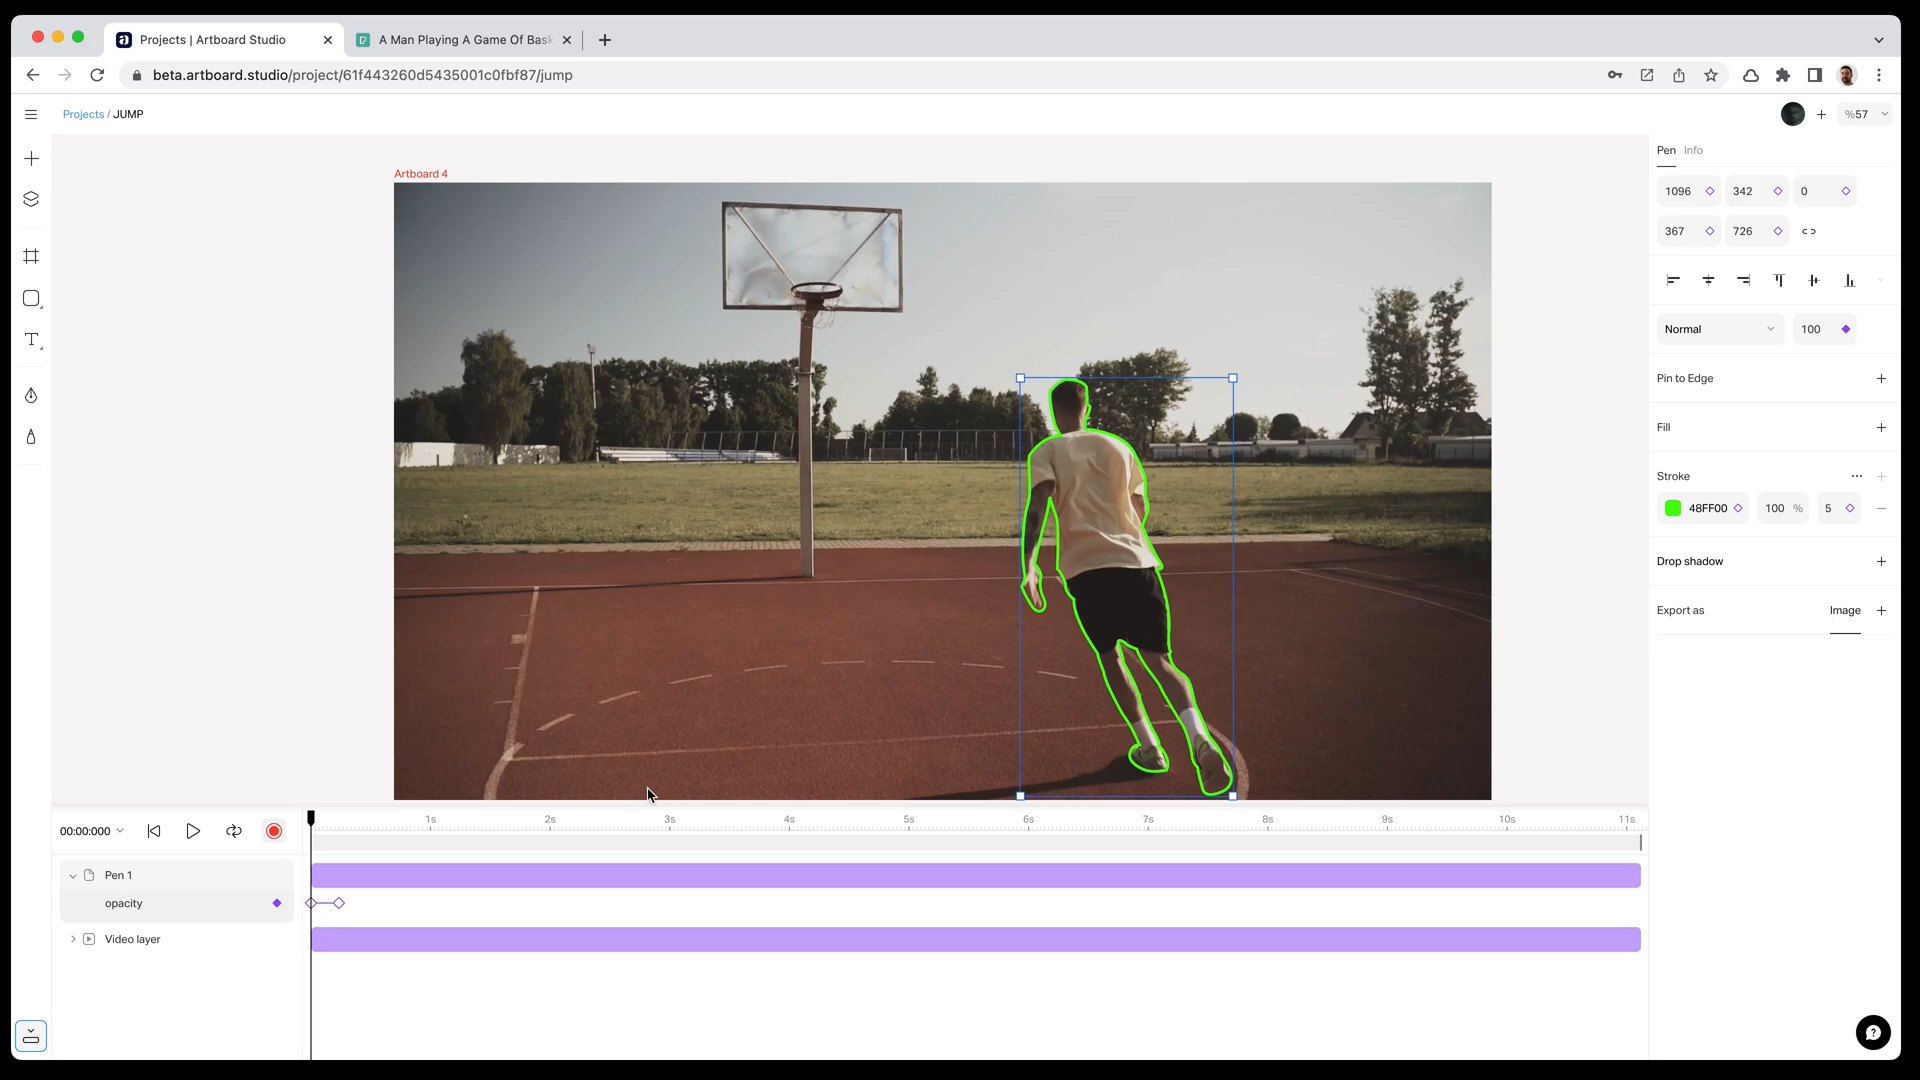 Projects | Artboard Studio
A Man Playing A Game Of Bask
beta.artboard.studio/project/61f443260d5435001c0fbf87/jump
Projects / JUMP
%57
Artboard 4
Pen Info
1096 342 0
367 726
Normal 100
Pin to Edge
Fill
Stroke
48FF00 100 % 5
Drop shadow
Export as Image
T
00:00:000
1s 2s 3s 4s 5s 6s 7s 8s 9s 10s 11s
Pen 1
opacity
Video layer